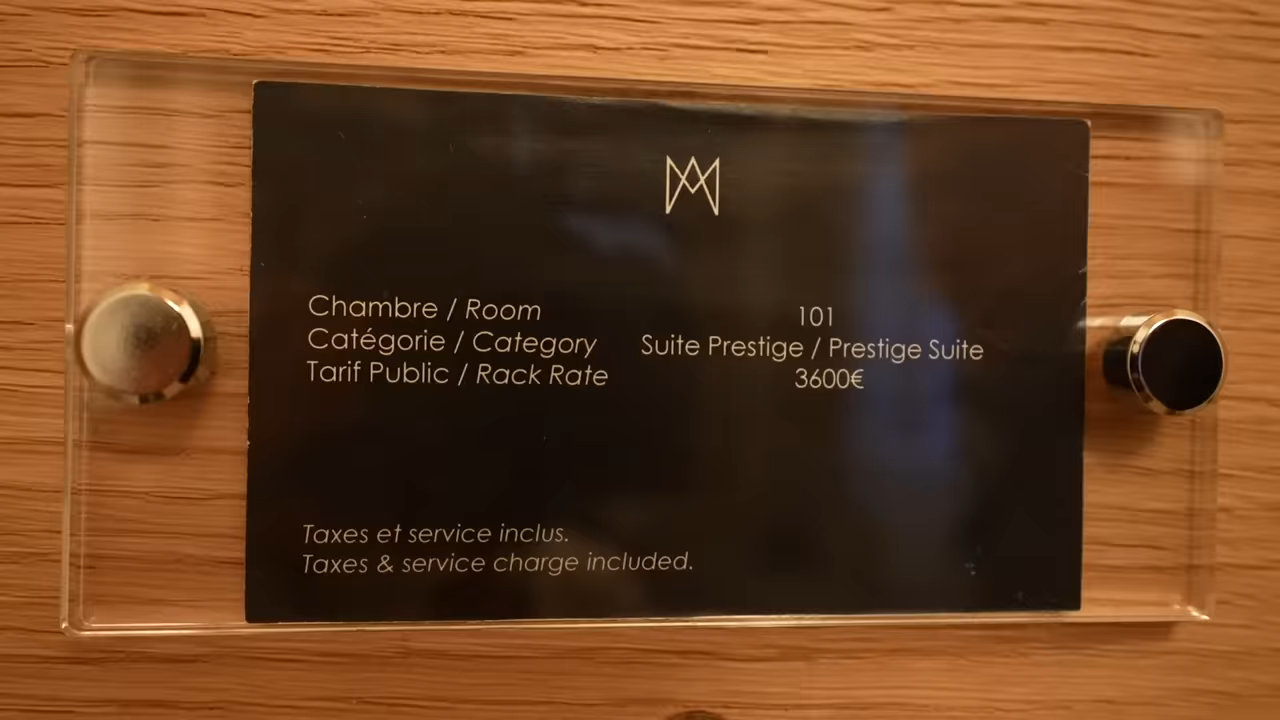 Chambre / Room 101
Catégorie / Category Suite Prestige / Prestige Suite
Tarif Public / Rack Rate 3600€
Taxes et service inclus.
Taxes & service charge included.